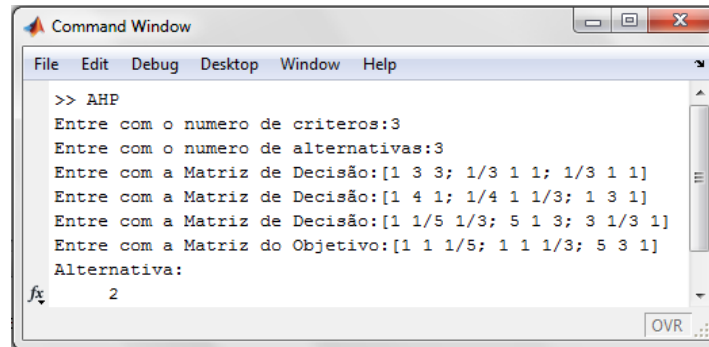 Command Window
File Edit Debug Desktop Window Help
>> AHP
Entre com o numero de criteros:3
Entre com o numero de alternativas:3
Entre com a Matriz de Decisão:[1 3 3; 1/3 1 1; 1/3 1 1]
Entre com a Matriz de Decisão:[1 4 1; 1/4 1 1/3; 1 3 1]
Entre com a Matriz de Decisão:[1 1/5 1/3; 5 1 3; 3 1/3 1]
Entre com a Matriz do Objetivo:[1 1 1/5; 1 1 1/3; 5 3 1]
Alternativa:
fx 2
OVR